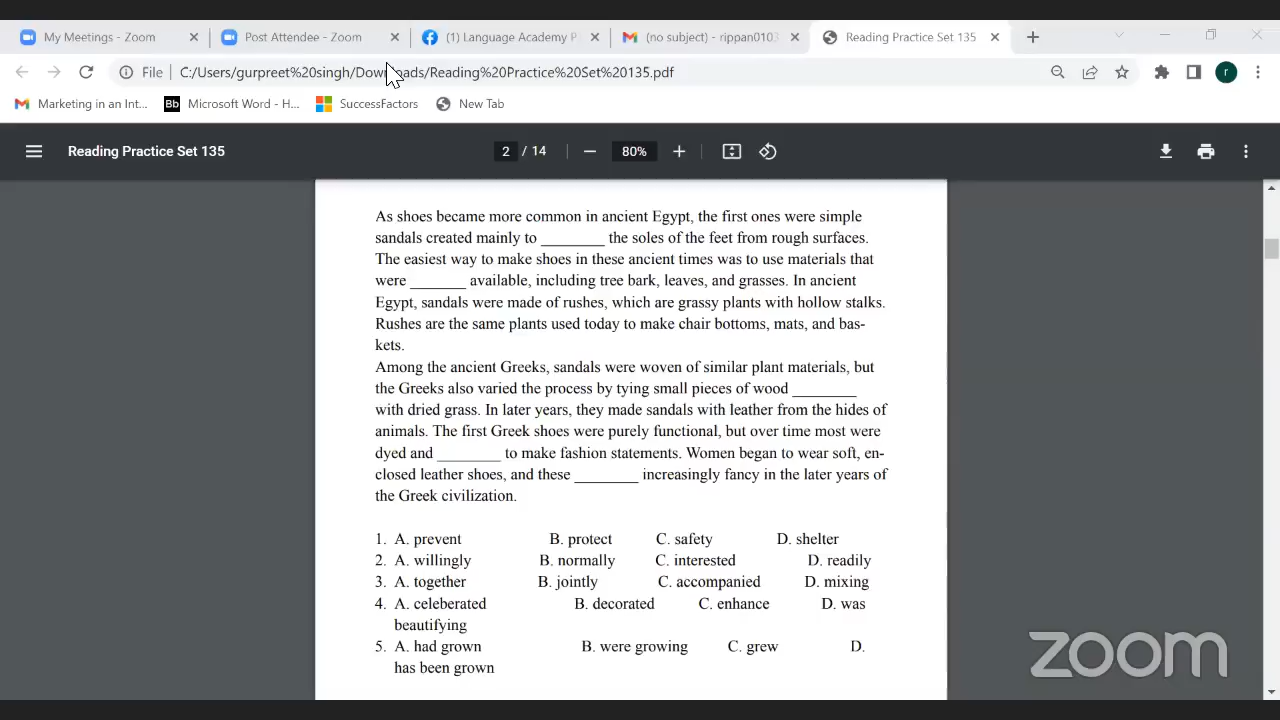 My Meetings - Zoom
Post Attendee - Zoom
(1) Language Academy P
(no subject) - rippan0103
Reading Practice Set 135
File
C:/Users/gurpreet%20singh/Downloads/Reading%20Practice%20Set%20135.pdf
r
Marketing in an Int...
Bb
Microsoft Word - H...
SuccessFactors
New Tab
Reading Practice Set 135
2 / 14
80%
As shoes became more common in ancient Egypt, the first ones were simple
sandals created mainly to ________ the soles of the feet from rough surfaces.
The easiest way to make shoes in these ancient times was to use materials that
were _______ available, including tree bark, leaves, and grasses. In ancient
Egypt, sandals were made of rushes, which are grassy plants with hollow stalks.
Rushes are the same plants used today to make chair bottoms, mats, and bas-
kets.
Among the ancient Greeks, sandals were woven of similar plant materials, but
the Greeks also varied the process by tying small pieces of wood ________
with dried grass. In later years, they made sandals with leather from the hides of
animals. The first Greek shoes were purely functional, but over time most were
dyed and ________ to make fashion statements. Women began to wear soft, en-
closed leather shoes, and these ________ increasingly fancy in the later years of
the Greek civilization.
1. A. prevent B. protect C. safety D. shelter
2. A. willingly B. normally C. interested D. readily
3. A. together B. jointly C. accompanied D. mixing
4. A. celeberated B. decorated C. enhance D. was
beautifying
5. A. had grown B. were growing C. grew D.
has been grown
zoom